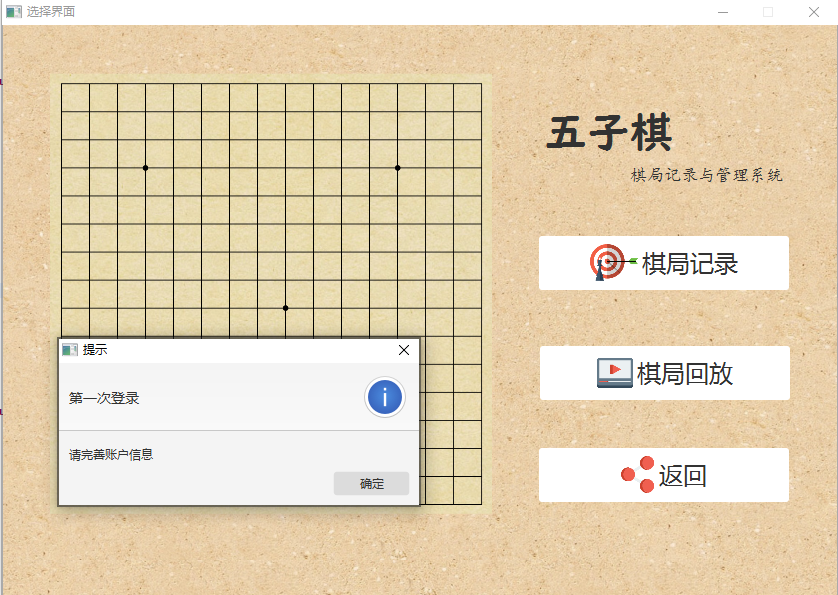 选择界面
五子棋
棋局记录与管理系统
棋局记录
棋局回放
返回
提示
第一次登录
请完善账户信息
确定